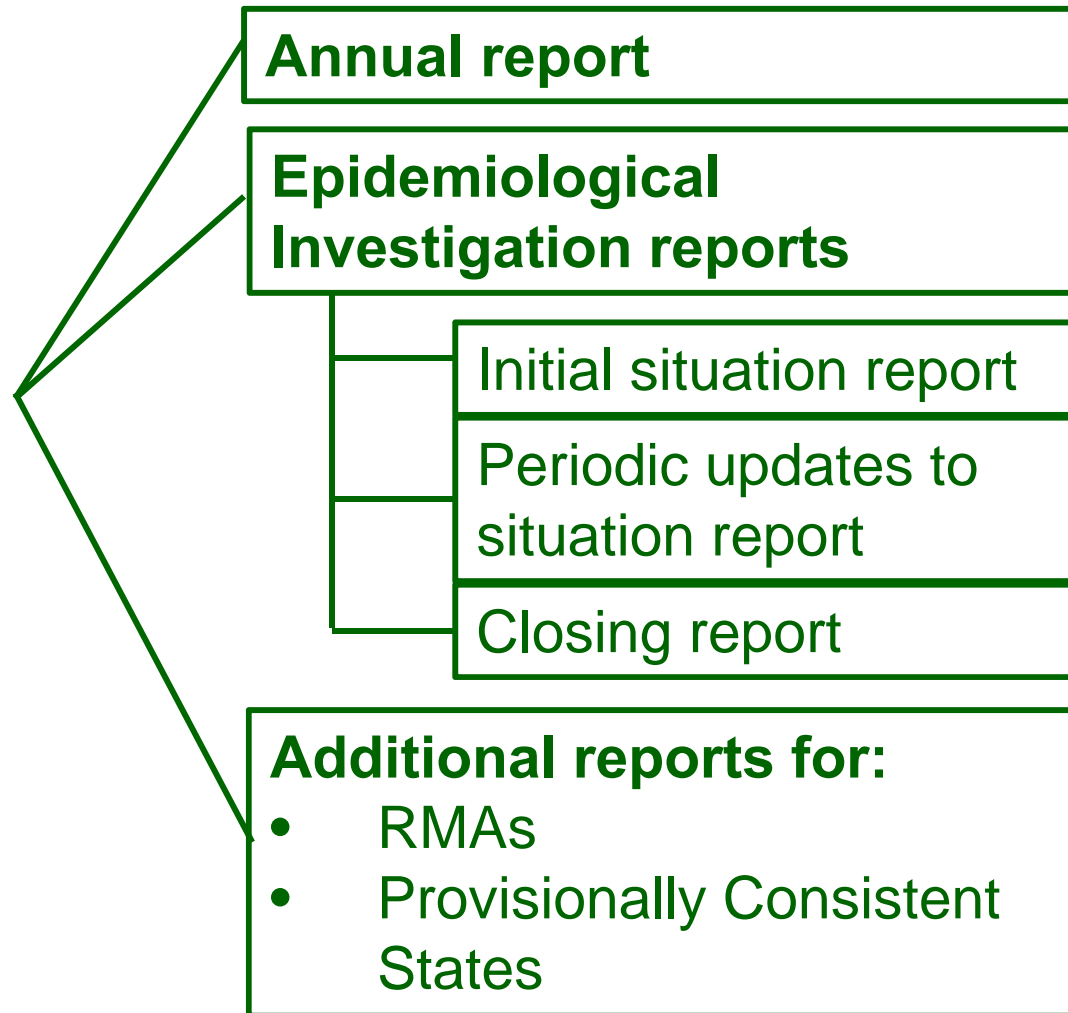 Annual report
Epidemiological
Investigation reports
Initial situation report
Periodic updates to
situation report
Closing report
Additional reports for:
• RMAs
• Provisionally Consistent
States